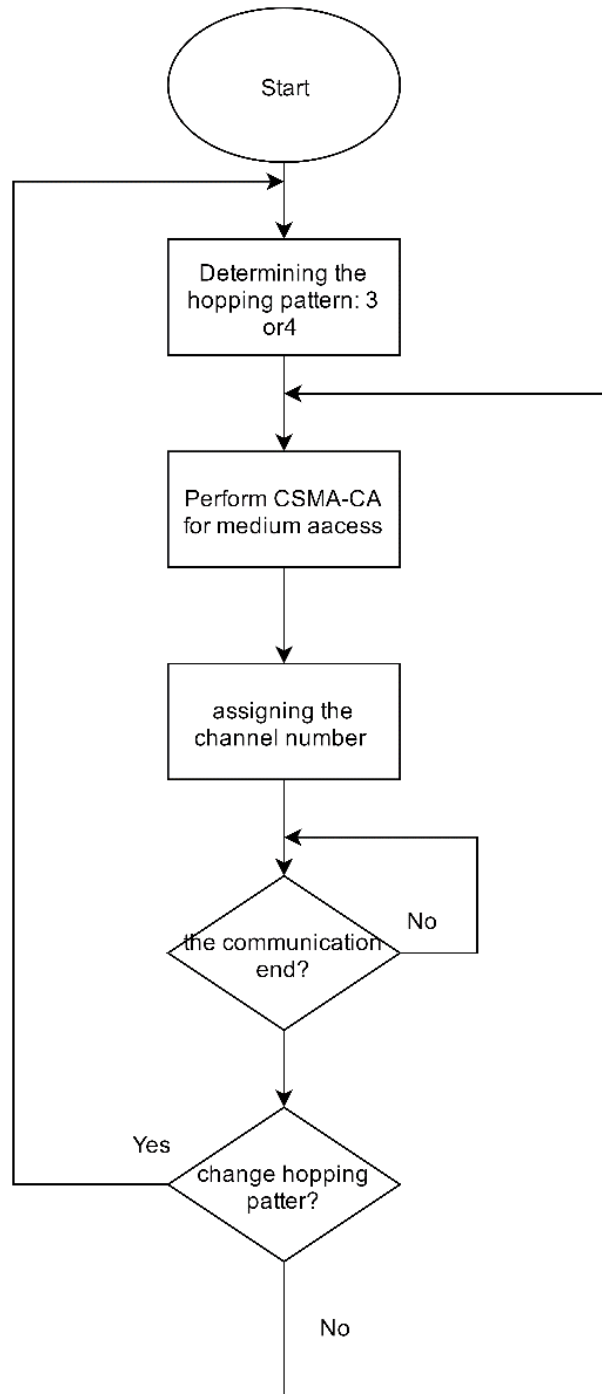 Start
Determining the
hopping pattern: 3
or4
Perform CSMA-CA
for medium aacess
assigning the
channel number
the communication
end?
No
Yes
change hopping
patter?
No